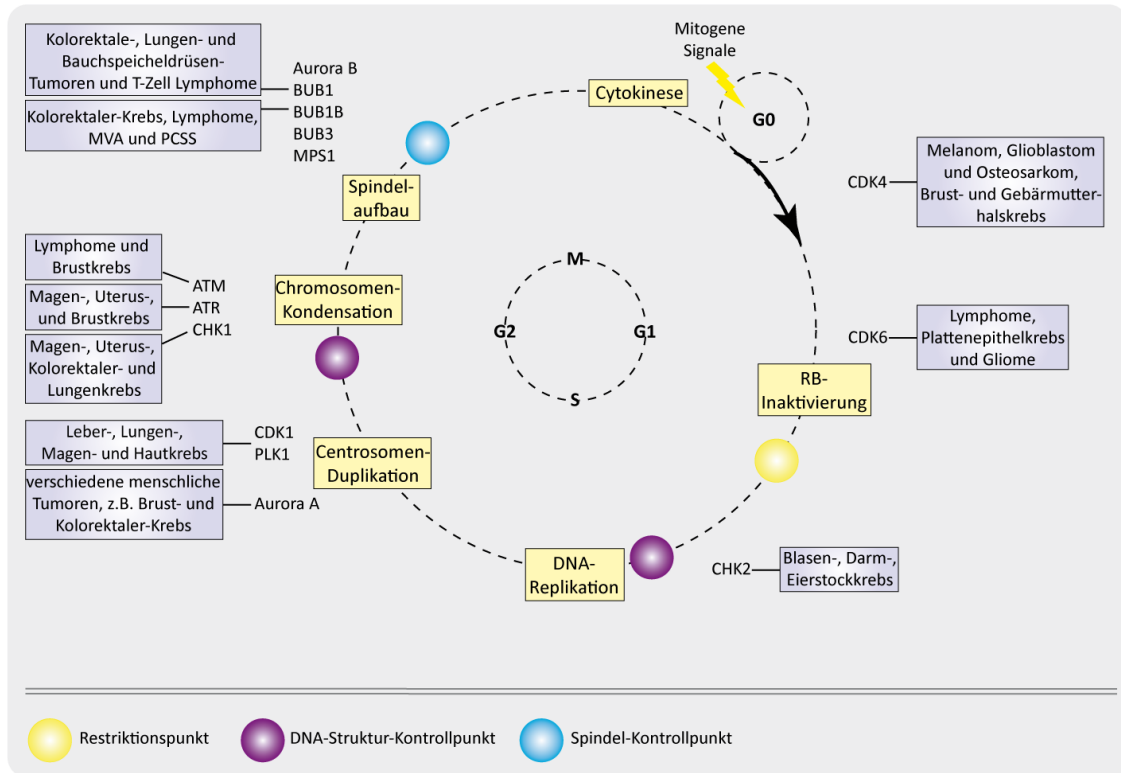 Kolorektale-, Lungen- und
Bauchspeicheldrüsen-
Tumoren und T-Zell Lymphome
Kolorektaler-Krebs, Lymphome,
MVA und PCSS
Aurora B
BUB1
BUB1B
BUB3
MPS1
Mitogene
Signale
Cytokinese
G0
CDK4
Melanom, Glioblastom
und Osteosarkom,
Brust- und Gebärmutter-
halskrebs
Spindel-
aufbau
Lymphome und
Brustkrebs
Magen-, Uterus-,
und Brustkrebs
Magen-, Uterus-,
Kolorektaler- und
Lungenkrebs
ATM
ATR
CHK1
Chromosomen-
Kondensation
M
G2
G1
S
CDK6
Lymphome,
Plattenepithelkrebs
und Gliome
RB-
Inaktivierung
Leber-, Lungen-,
Magen- und Hautkrebs
CDK1
PLK1
verschiedene menschliche
Tumoren, z.B. Brust- und
Kolorektaler-Krebs
Aurora A
Centrosomen-
Duplikation
DNA-
Replikation
CHK2
Blasen-, Darm-,
Eierstockkrebs
Restriktionspunkt
DNA-Struktur-Kontrollpunkt
Spindel-Kontrollpunkt